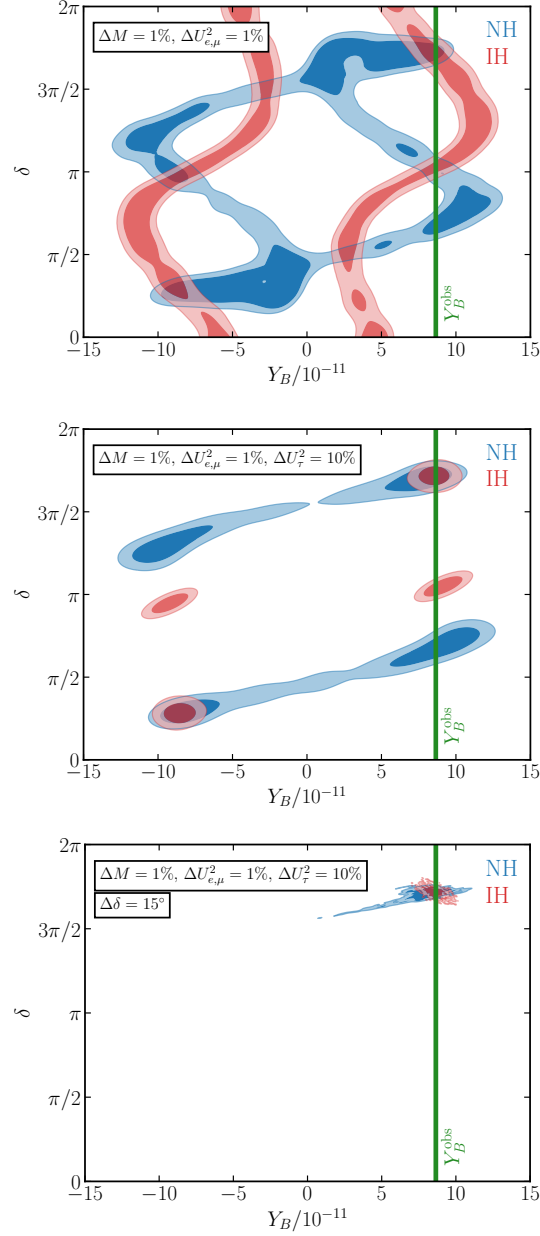 2π
ΔM = 1%, ΔU²ₑ,μ = 1%
NH
IH
3π/2
δ
π
π/2
Y_B^obs
0
−15 −10 −5 0 5 10 15
Y_B/10⁻¹¹
2π
ΔM = 1%, ΔU²ₑ,μ = 1%, ΔU²_τ = 10%
NH
IH
3π/2
δ
π
π/2
Y_B^obs
0
−15 −10 −5 0 5 10 15
Y_B/10⁻¹¹
2π
ΔM = 1%, ΔU²ₑ,μ = 1%, ΔU²_τ = 10%
NH
IH
Δδ = 15°
3π/2
δ
π
π/2
Y_B^obs
0
−15 −10 −5 0 5 10 15
Y_B/10⁻¹¹